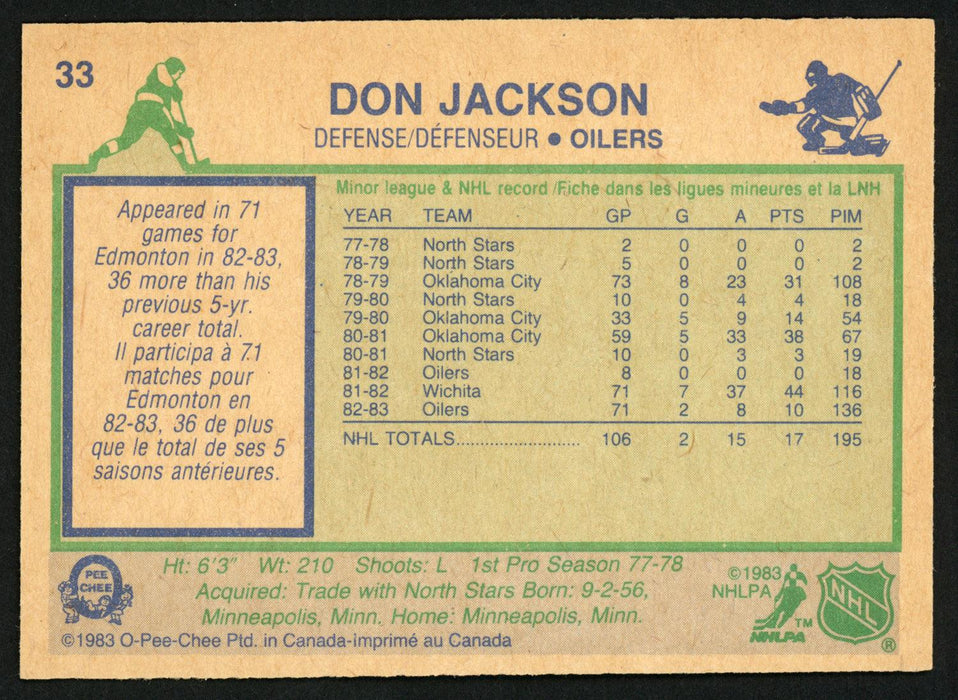 33
DON JACKSON
DEFENSE/DÉFENSEUR • OILERS
Appeared in 71
games for
Edmonton in 82-83,
36 more than his
previous 5-yr.
career total.
Il participa à 71
matches pour
Edmonton en
82-83, 36 de plus
que le total de ses 5
saisons antérieures.
Minor league & NHL record /Fiche dans les ligues mineures et la LNH
YEAR TEAM GP G A PTS PIM
77-78 North Stars 2 0 0 0 2
78-79 North Stars 5 0 0 0 2
78-79 Oklahoma City 73 8 23 31 108
79-80 North Stars 10 0 4 4 18
79-80 Oklahoma City 33 5 9 14 54
80-81 Oklahoma City 59 5 33 38 67
80-81 North Stars 10 0 3 3 19
81-82 Oilers 8 0 0 0 18
81-82 Wichita 71 7 37 44 116
82-83 Oilers 71 2 8 10 136
NHL TOTALS............................ 106 2 15 17 195
O
PEE
CHEE
Ht: 6'3" Wt: 210 Shoots: L 1st Pro Season 77-78
Acquired: Trade with North Stars Born: 9-2-56,
Minneapolis, Minn. Home: Minneapolis, Minn.
©1983 O-Pee-Chee Ptd. in Canada-Imprimé au Canada
©1983
NHLPA
TM
NHLPA
NHL
®